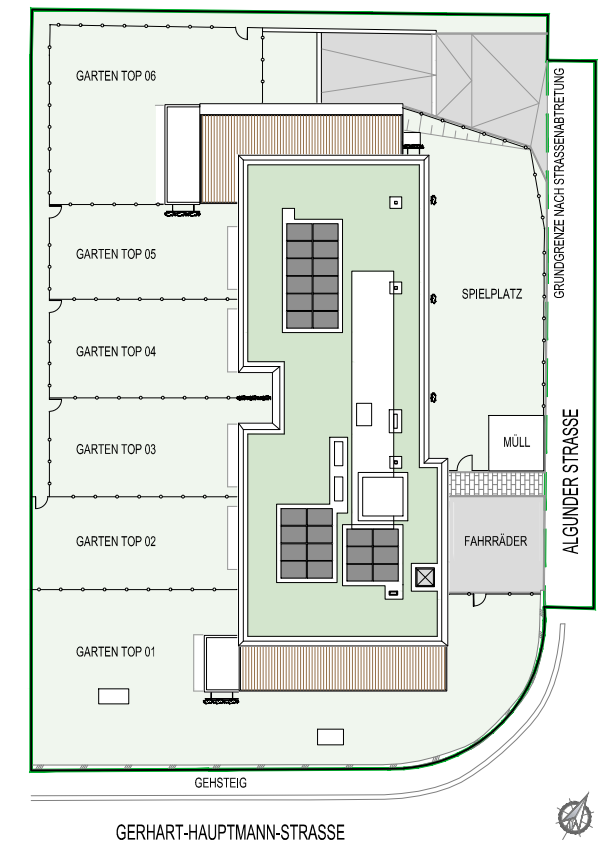 GARTEN TOP 06
GARTEN TOP 05
GARTEN TOP 04
GARTEN TOP 03
GARTEN TOP 02
GARTEN TOP 01
SPIELPLATZ
MÜLL
FAHRRÄDER
GRUNDGRENZE NACH STRASSENABTRETUNG
ALGUNDER STRASSE
GEHSTEIG
GERHART-HAUPTMANN-STRASSE